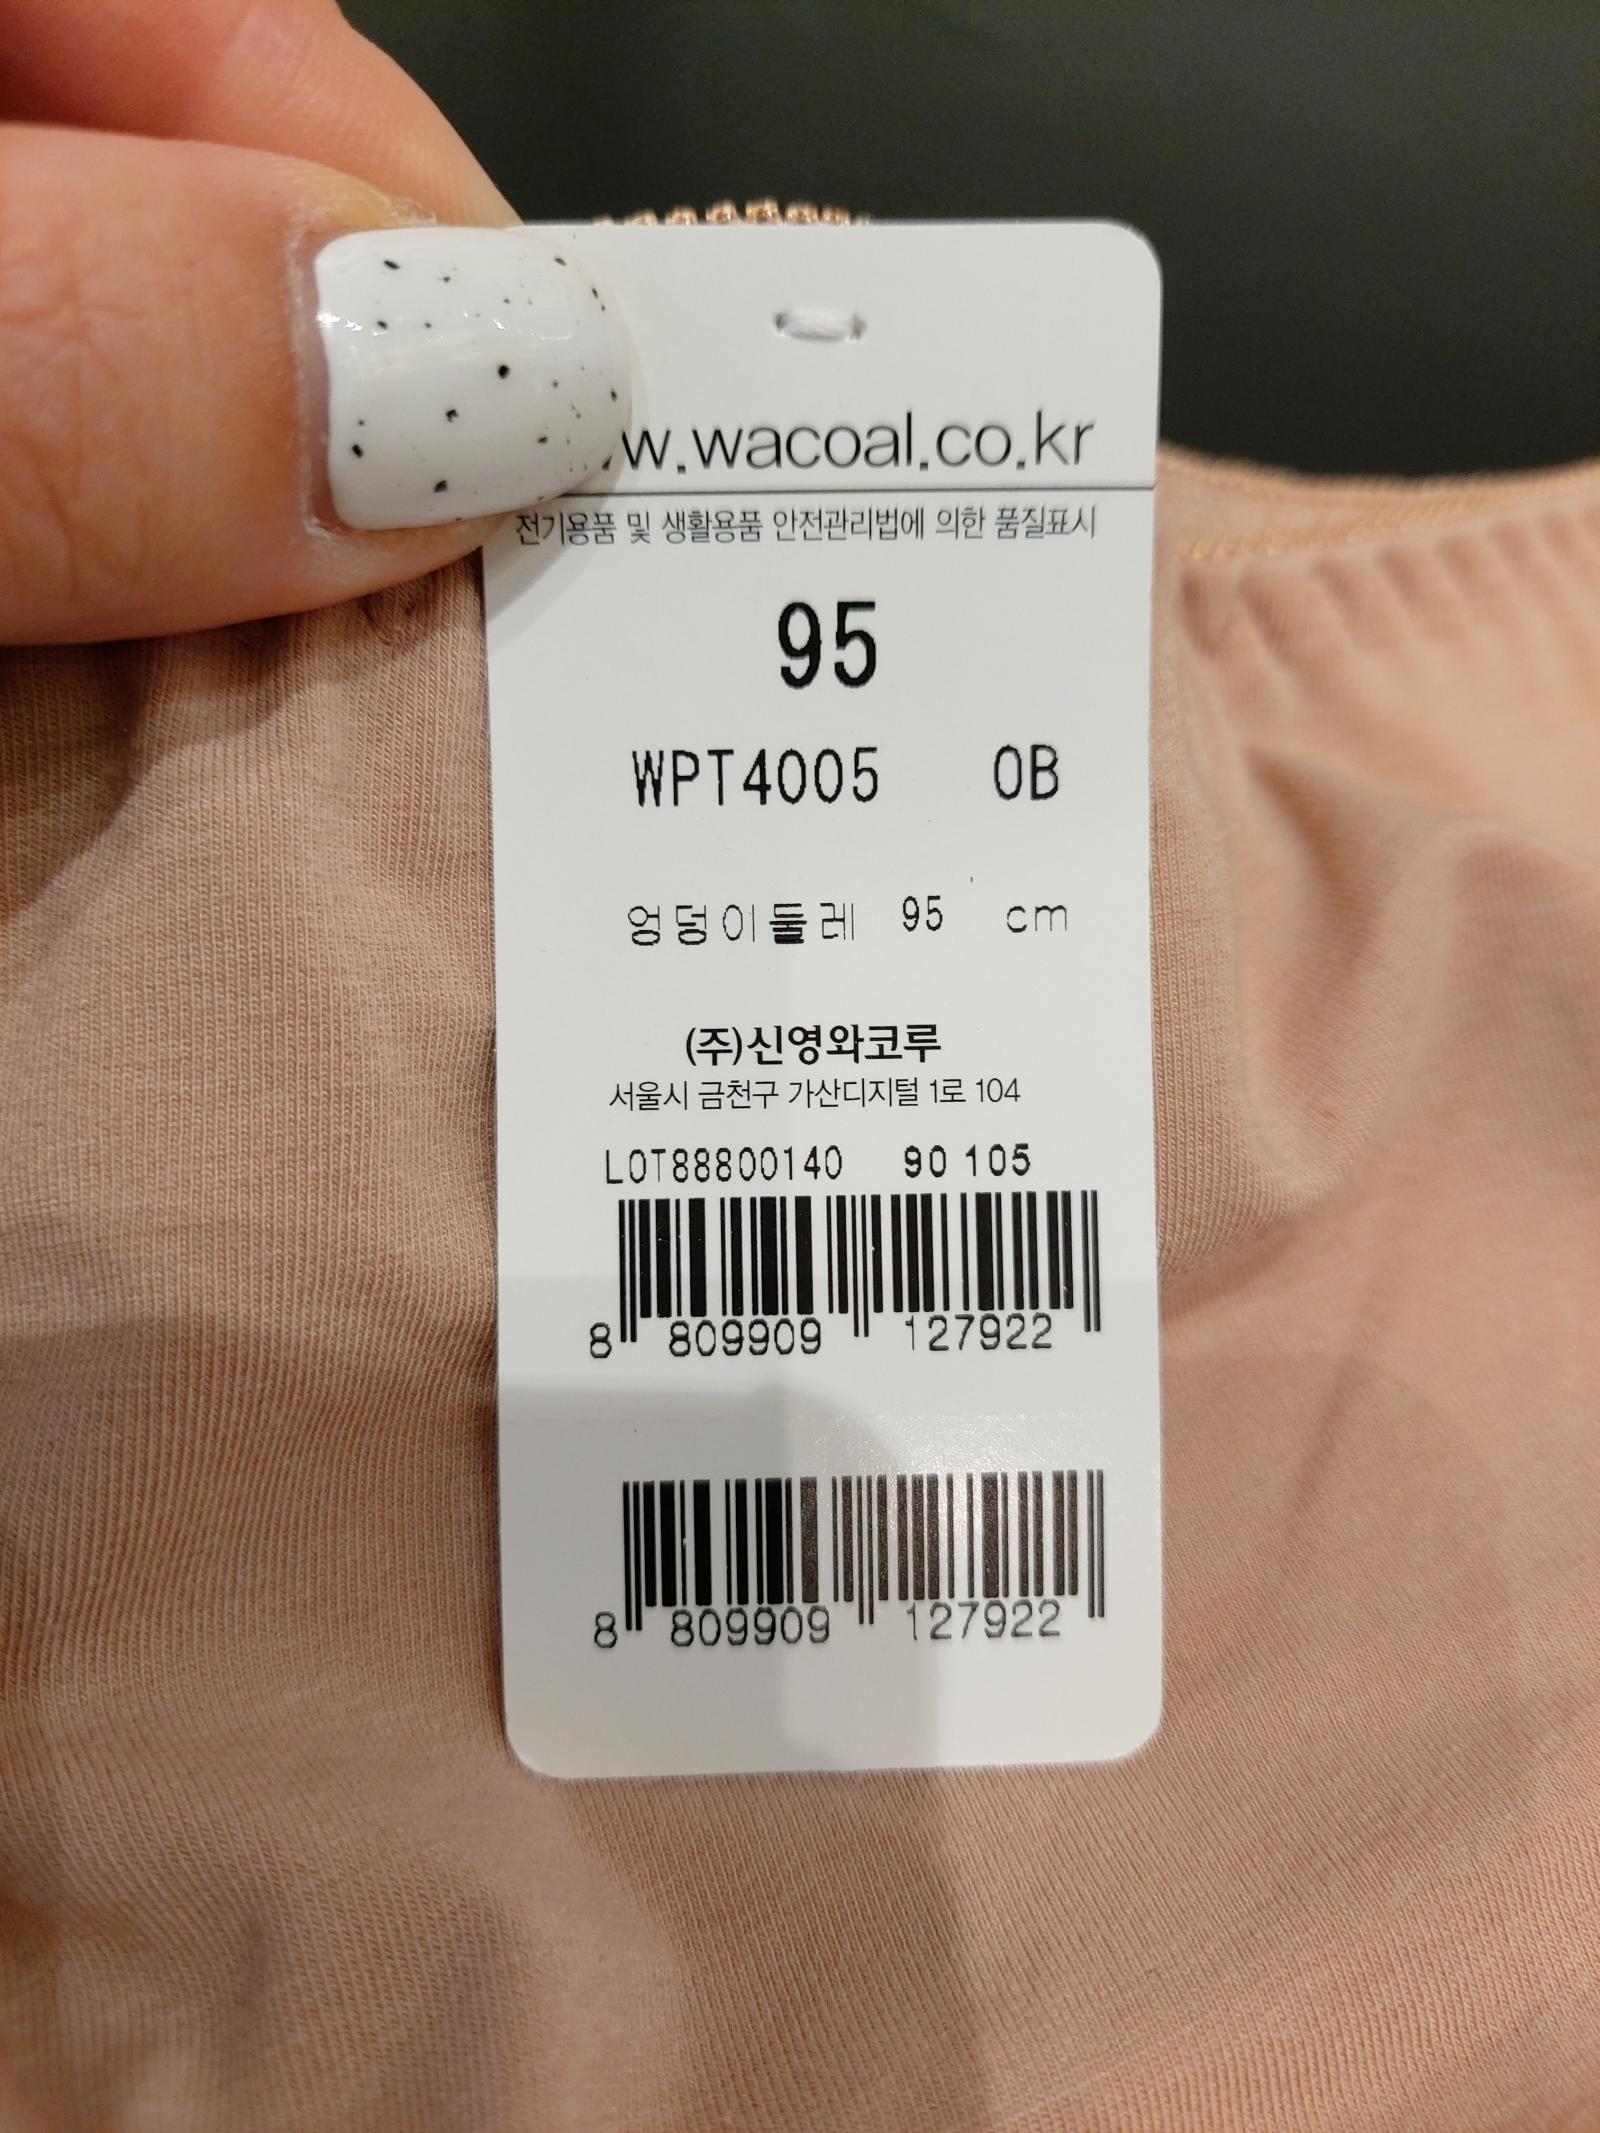 w.wacoal.co.kr
전기용품 및 생활용품 안전관리법에 의한 품질표시
95
WPT4005 OB
엉덩이둘레 95 cm
(주)신영와코루
서울시 금천구 가산디지털 1로 104
LOT88800140 90 105
8 809909 127922
8 809909 127922